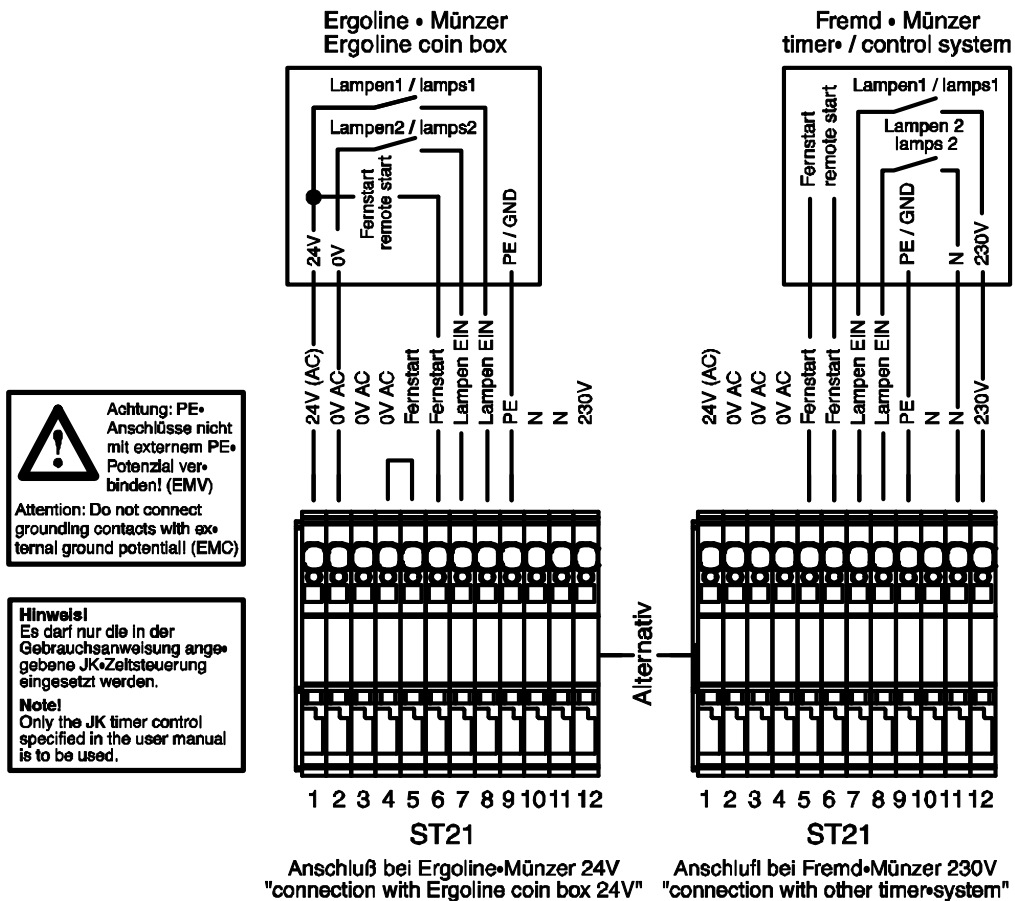 Ergoline • Münzer
Ergoline coin box
Lampen1 / lamps1
Lampen2 / lamps2
Fernstart
remote start
24V
0V
PE / GND
24V (AC)
0V AC
0V AC
0V AC
Fernstart
Fernstart
Lampen EIN
Lampen EIN
PE
N
N
230V
Fremd • Münzer
timer• / control system
Lampen1 / lamps1
Lampen 2
lamps 2
Fernstart
remote start
PE / GND
N
230V
24V (AC)
0V AC
0V AC
0V AC
Fernstart
Fernstart
Lampen EIN
Lampen EIN
PE
N
N
230V
Achtung: PE•
Anschlüsse nicht
mit externem PE•
Potenzial ver•
binden! (EMV)
Attention: Do not connect
grounding contacts with ex•
ternal ground potential! (EMC)
Hinweis!
Es darf nur die in der
Gebrauchsanweisung ange•
gebene JK•Zeitsteuerung
eingesetzt werden.
Note!
Only the JK timer control
specified in the user manual
is to be used.
Alternativ
1 2 3 4 5 6 7 8 9 10 11 12
ST21
Anschluß bei Ergoline•Münzer 24V
"connection with Ergoline coin box 24V"
1 2 3 4 5 6 7 8 9 10 11 12
ST21
Anschlufl bei Fremd•Münzer 230V
"connection with other timer•system"